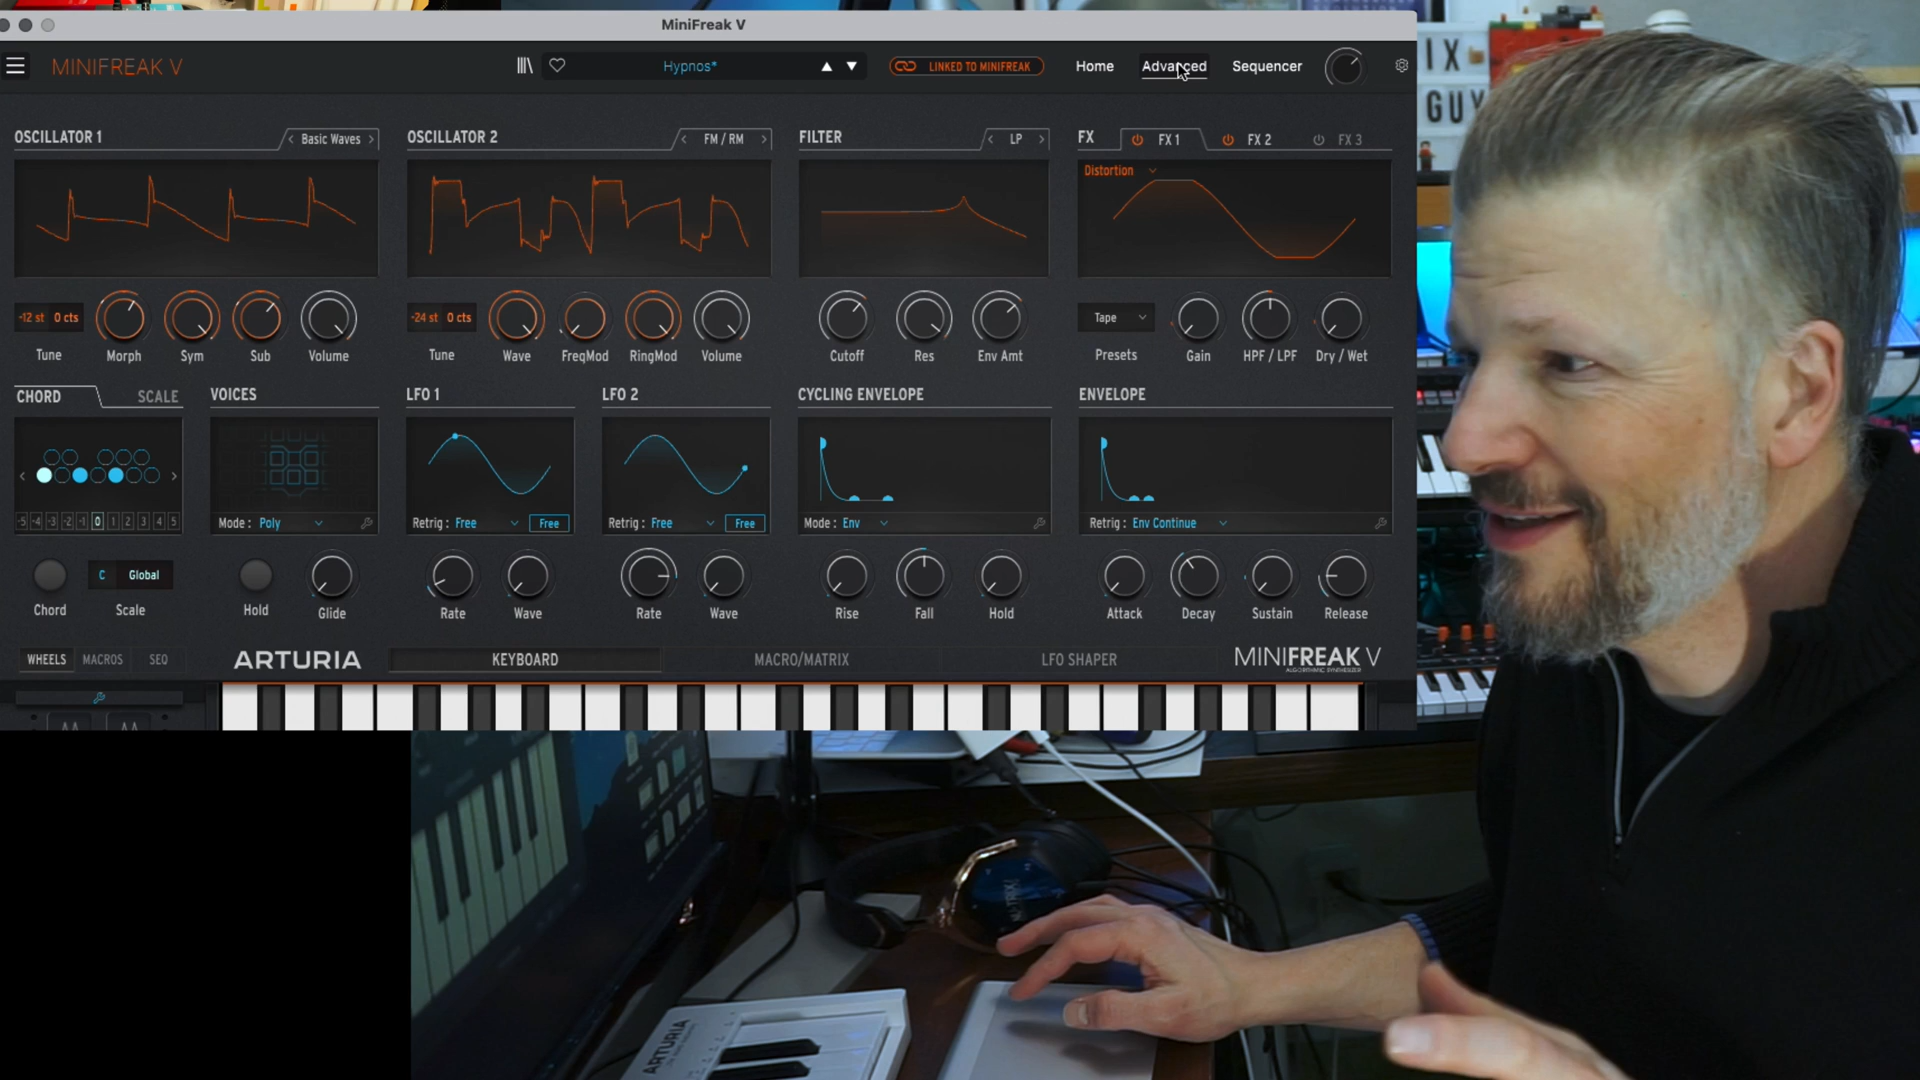 MiniFreak V
MINIFREAK V
Hypnos*
LINKED TO MINIFREAK
Home
Advanced
Sequencer
IX
GUY
OSCILLATOR 1
Basic Waves
OSCILLATOR 2
FM / RM
FILTER
LP
FX
FX 1
FX 2
FX 3
Distortion
-12 st 0 cts
Tune
Morph
Sym
Sub
Volume
-24 st 0 cts
Tune
Wave
FreqMod
RingMod
Volume
Cutoff
Res
Env Amt
Tape
Presets
Gain
HPF / LPF
Dry / Wet
CHORD
SCALE
VOICES
LFO 1
LFO 2
CYCLING ENVELOPE
ENVELOPE
-5 -4 -3 -2 -1 0 1 2 3 4 5
Mode : Poly
Retrig : Free
Free
Retrig : Free
Free
Mode : Env
Retrig : Env Continue
Chord
C Global
Scale
Hold
Glide
Rate
Wave
Rate
Wave
Rise
Fall
Hold
Attack
Decay
Sustain
Release
WHEELS
MACROS
SEQ
ARTURIA
KEYBOARD
MACRO/MATRIX
LFO SHAPER
MINIFREAK V
ALGORITHMIC SYNTHESIZER
ARTURIA